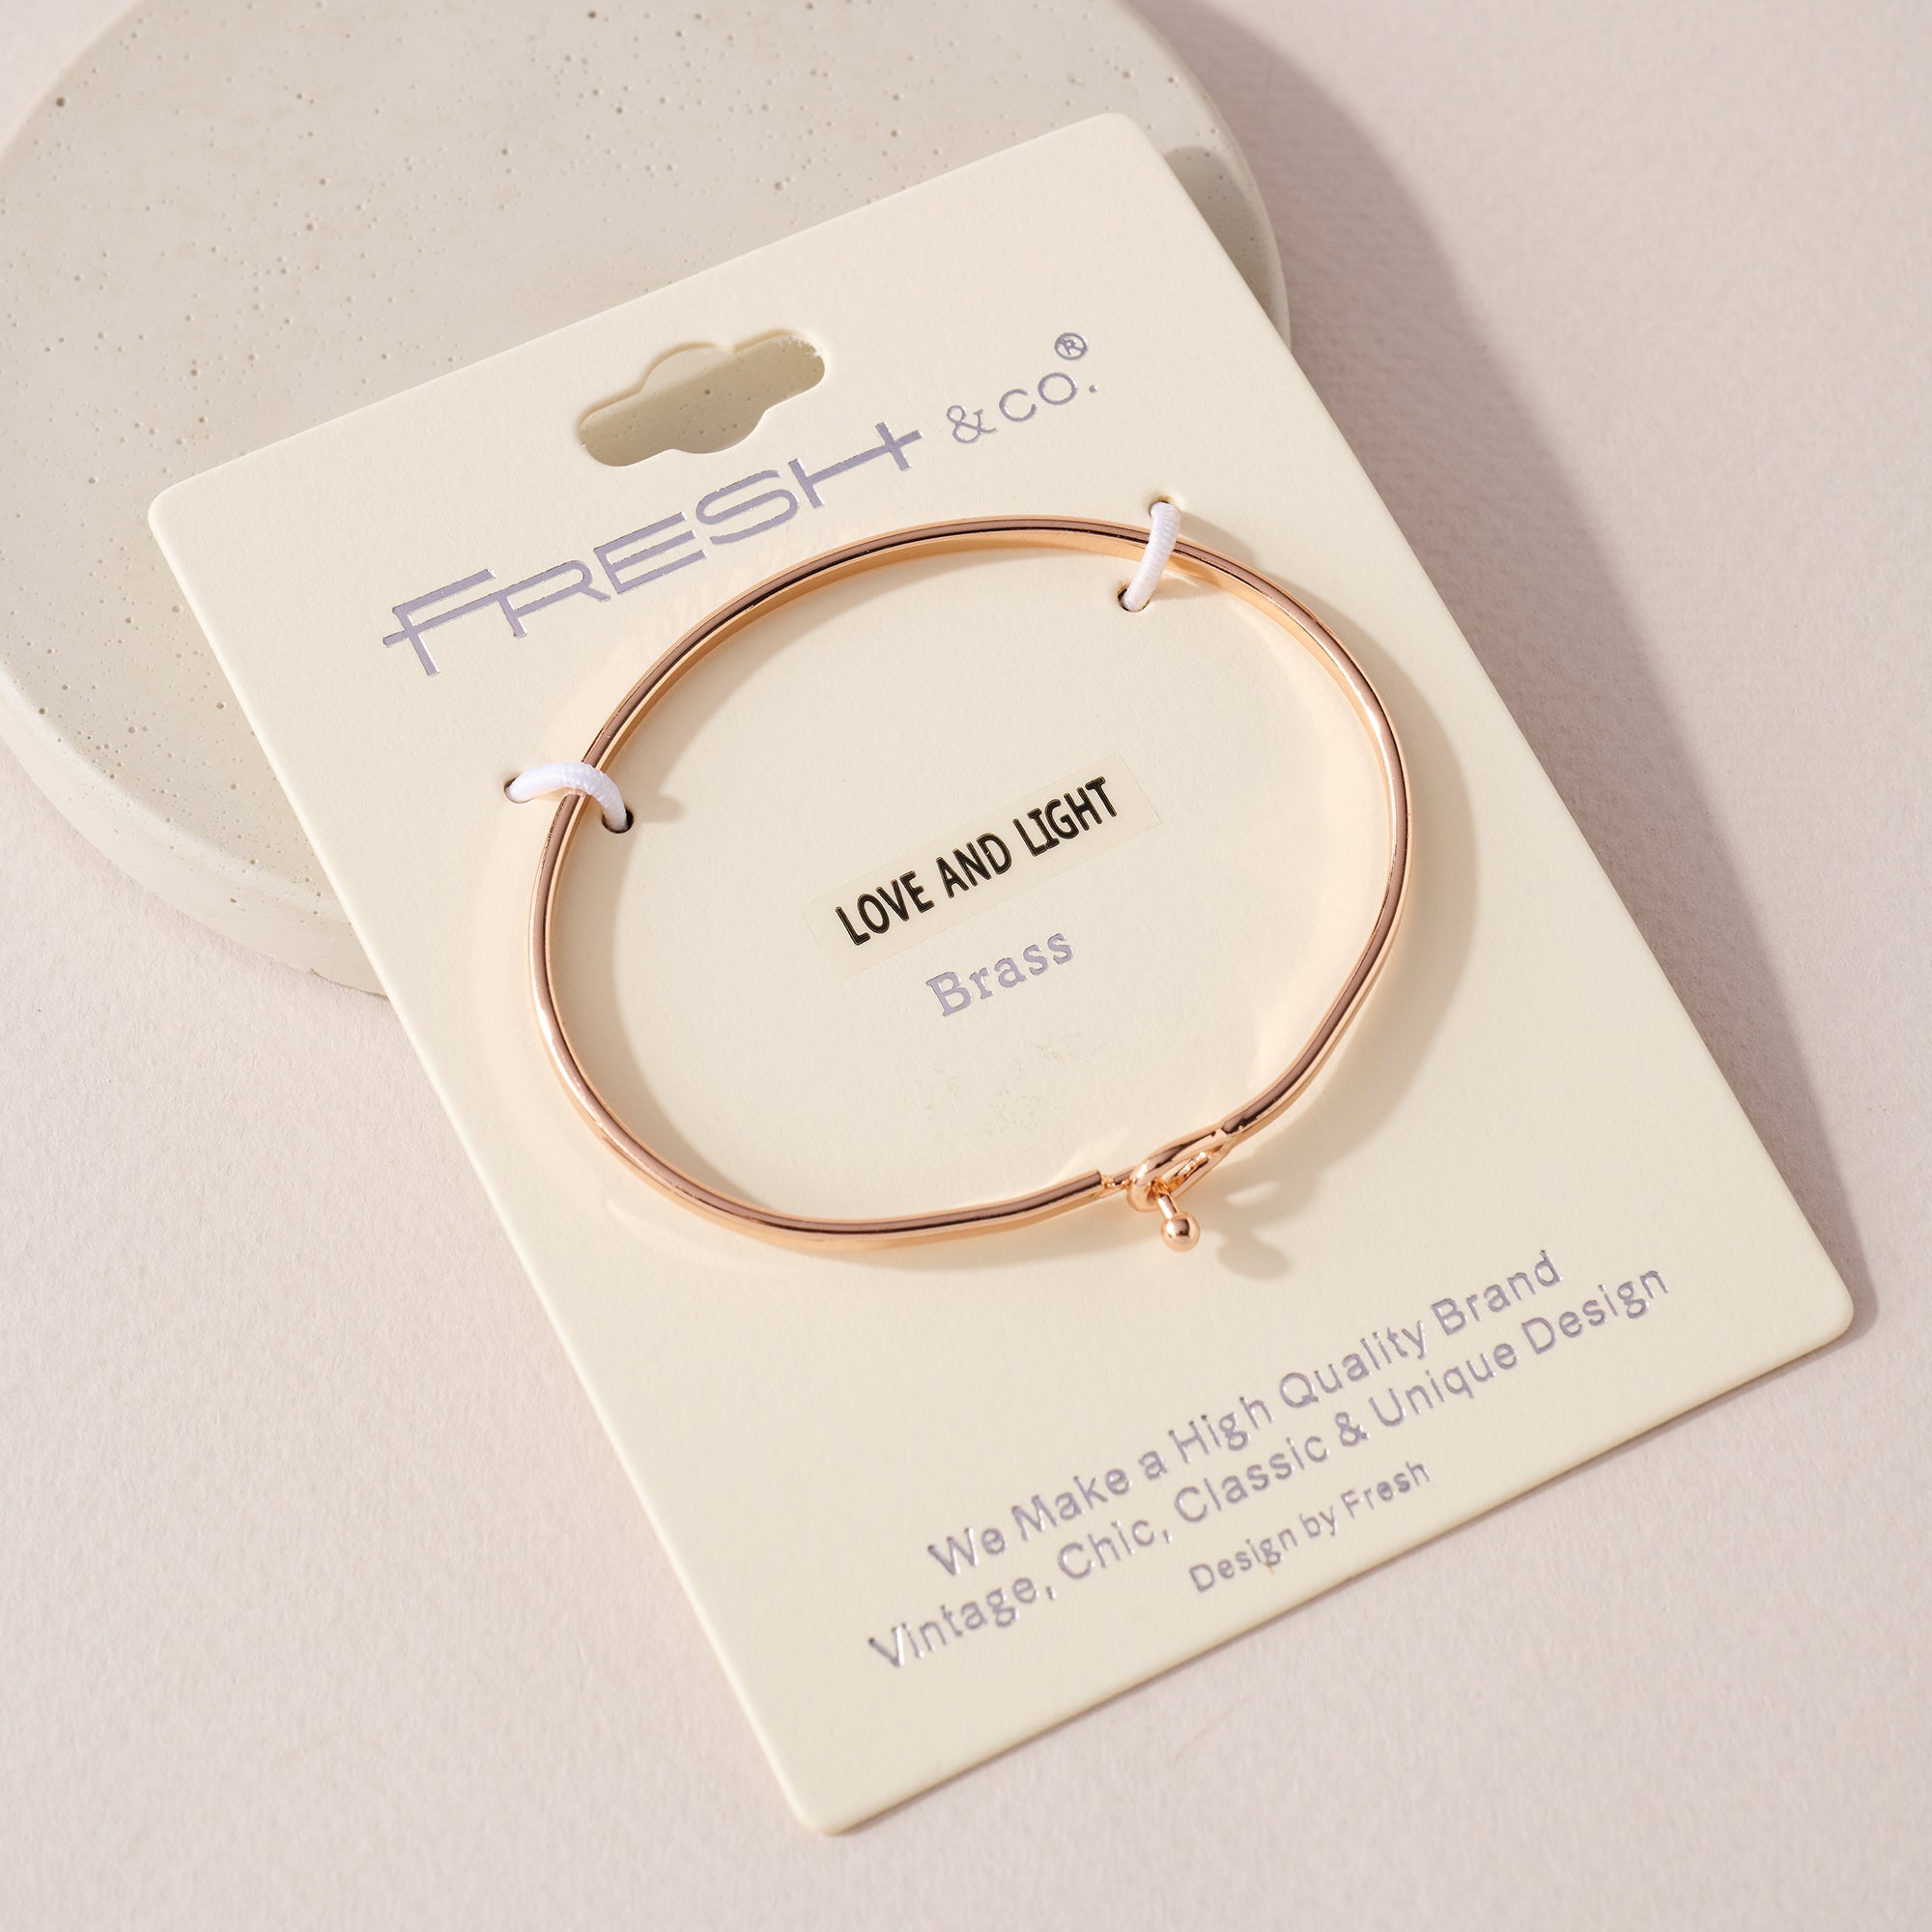 FRESH & CO.®
LOVE AND LIGHT
Brass
We Make a High Quality Brand
Vintage, Chic, Classic & Unique Design
Design by Fresh